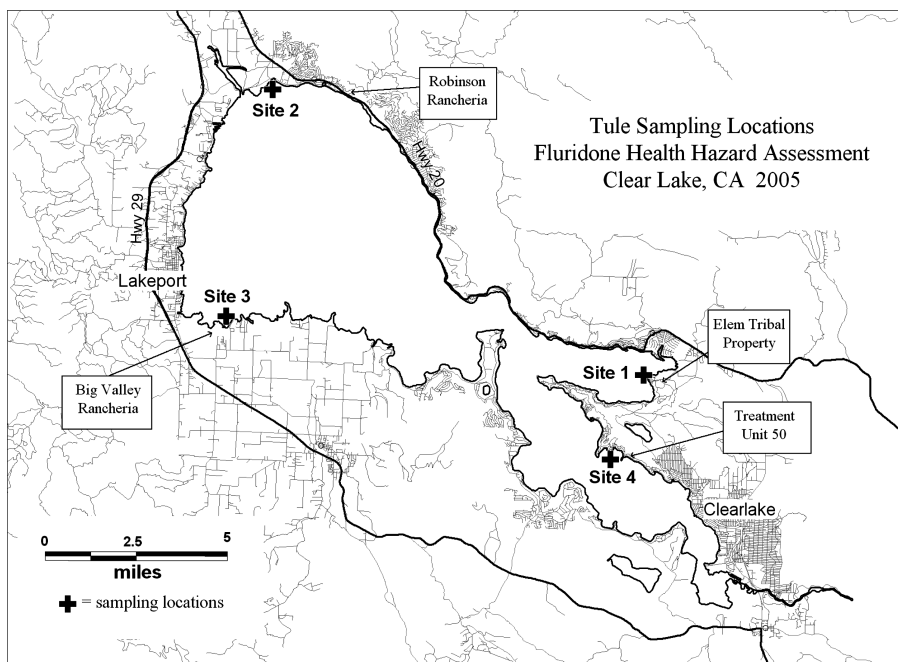 Tule Sampling Locations
Fluridone Health Hazard Assessment
Clear Lake, CA 2005
Robinson
Rancheria
Site 2
Hwy 20
Hwy 29
Lakeport
Site 3
Big Valley
Rancheria
Elem Tribal
Property
Site 1
Treatment
Unit 50
Site 4
Clearlake
0 2.5 5
miles
= sampling locations